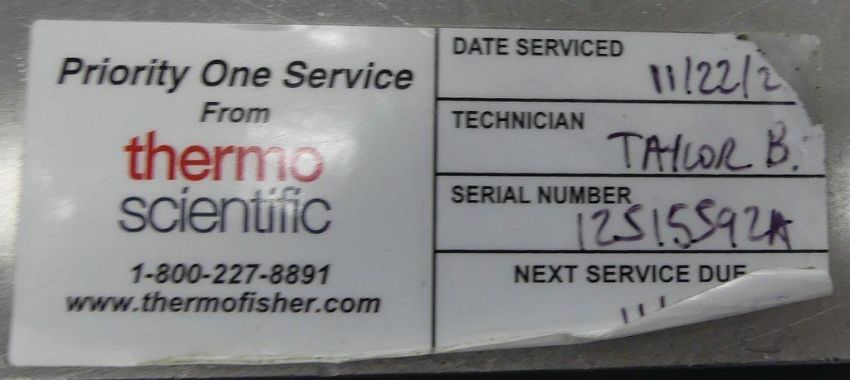 Priority One Service
From
thermo
scientific
1-800-227-8891
www.thermofisher.com
DATE SERVICED
11/22/2
TECHNICIAN
TAYLOR B.
SERIAL NUMBER
12515592A
NEXT SERVICE DUE